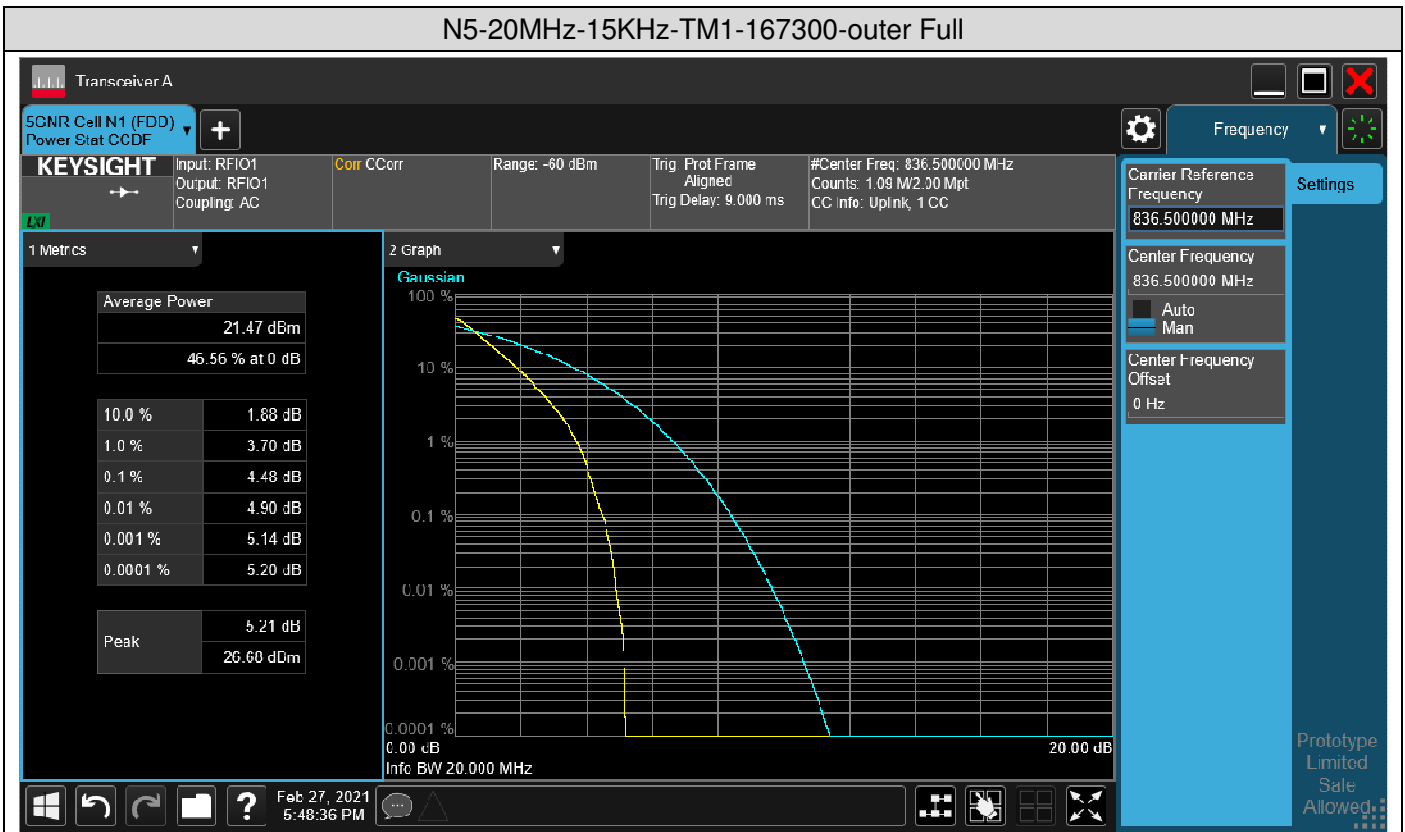 N5-20MHz-15KHz-TM1-167300-outer Full
Transceiver A
5GNR Cell N1 (FDD)
Power Stat CCDF
+
Frequency
KEYSIGHT
LXI
Input: RFIO1
Output: RFIO1
Coupling: AC
Corr CCorr
Range: -60 dBm
Trig: Prot Frame
Aligned
Trig Delay: 9.000 ms
#Center Freq: 836.500000 MHz
Counts: 1.09 M/2.00 Mpt
CC Info: Uplink, 1 CC
Carrier Reference
Frequency
836.500000 MHz
Settings
Center Frequency
836.500000 MHz
Auto
Man
Center Frequency
Offset
0 Hz
1 Metrics
Average Power
21.47 dBm
46.56 % at 0 dB
10.0 % 1.88 dB
1.0 % 3.70 dB
0.1 % 4.48 dB
0.01 % 4.90 dB
0.001 % 5.14 dB
0.0001 % 5.20 dB
Peak
5.21 dB
26.68 dBm
2 Graph
Gaussian
100 %
10 %
1 %
0.1 %
0.01 %
0.001 %
0.0001 %
0.00 dB 20.00 dB
Info BW 20.000 MHz
Prototype
Limited
Sale
Allowed
?
Feb 27, 2021
5:48:36 PM